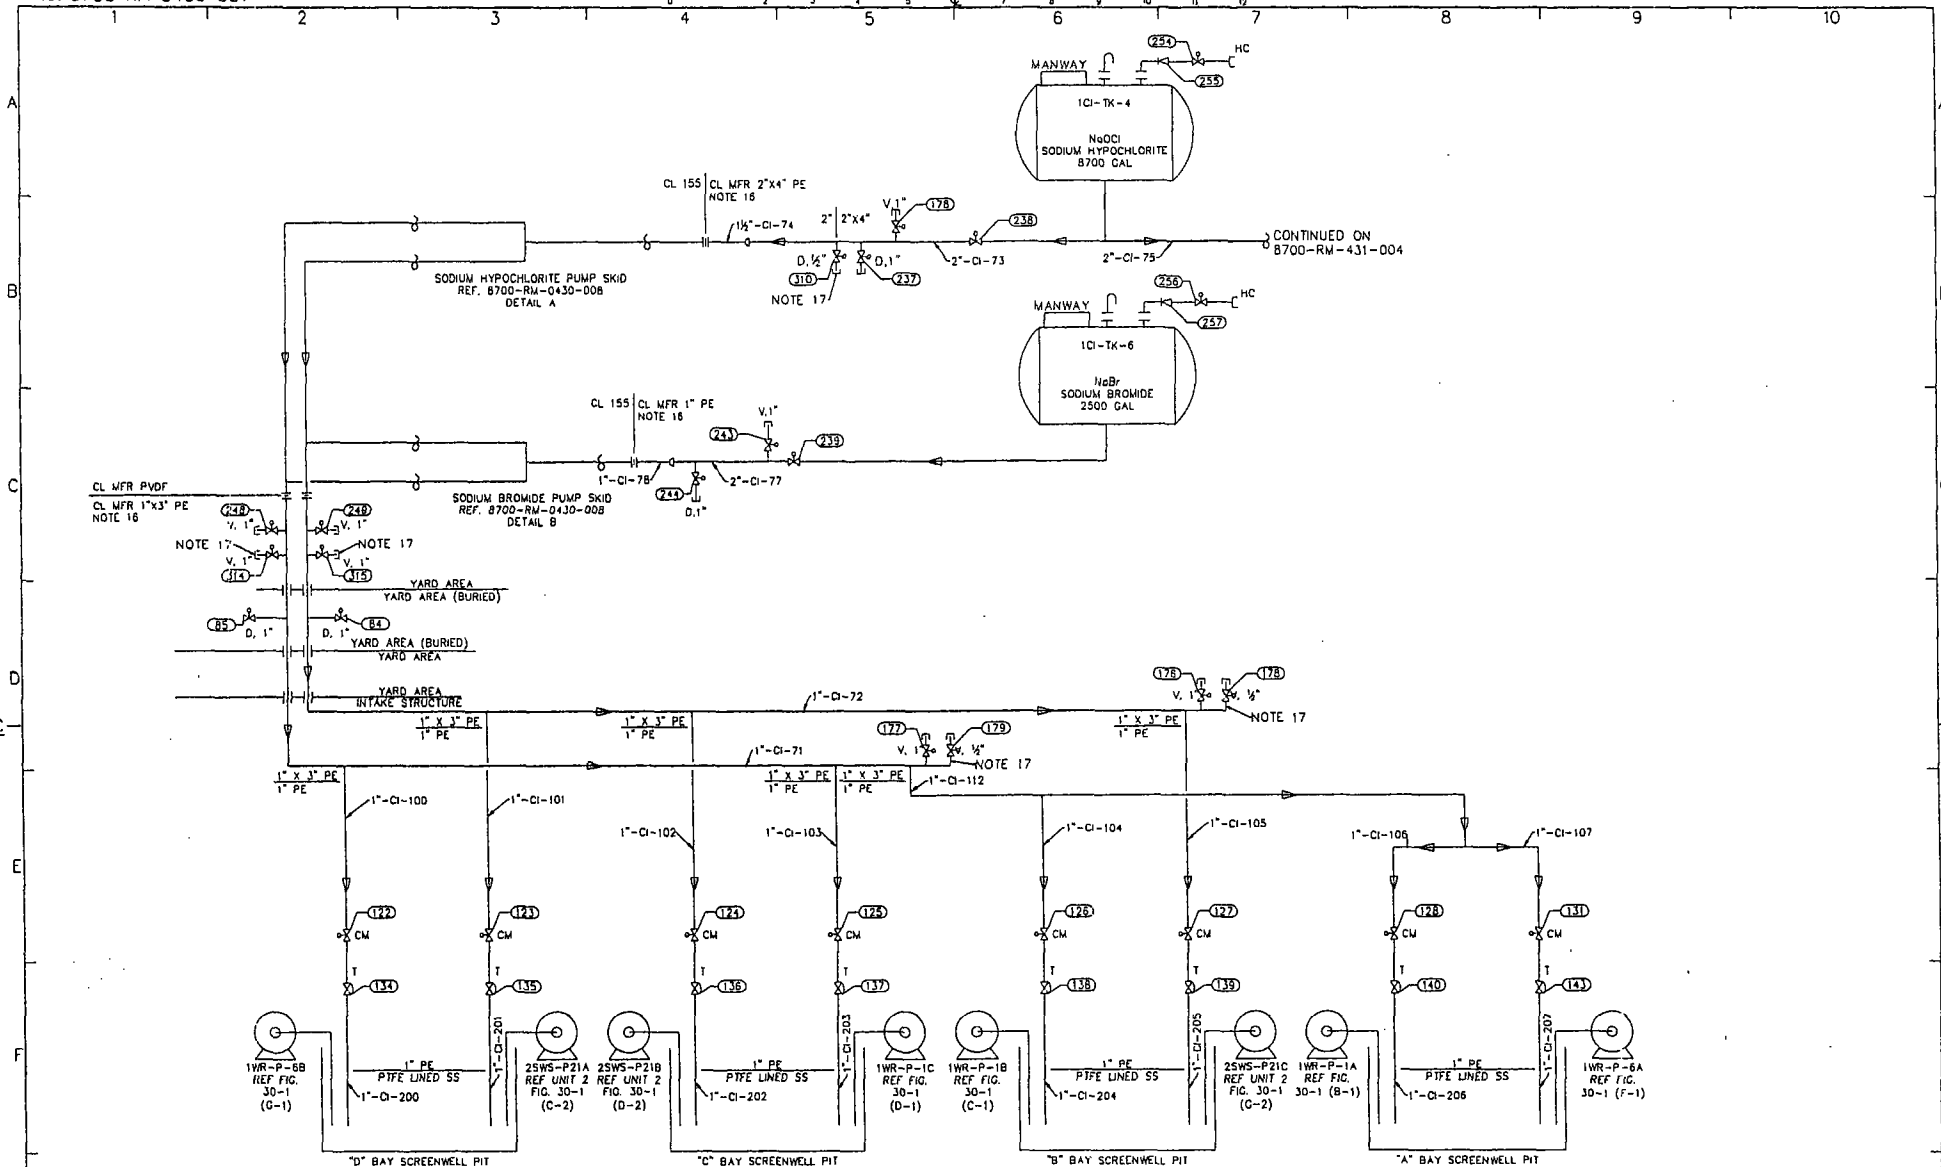 1 2 3 4 5 6 7 8 9 10
A
B
C
D
E
F
MANWAY
254
HC
255
1CI-TK-4
NaOCl
SODIUM HYPOCHLORITE
8700 GAL
CL 155
CL MFR 2"X4" PE
NOTE 16
1½"-CI-74
2"
2"X4"
V,1"
178
238
D,½"
D,1"
310
237
NOTE 17
2"-CI-73
2"-CI-75
CONTINUED ON
8700-RM-431-004
SODIUM HYPOCHLORITE PUMP SKID
REF. 8700-RM-0430-008
DETAIL A
MANWAY
256
HC
257
1CI-TK-6
NaBr
SODIUM BROMIDE
2500 GAL
CL 155
CL MFR 1" PE
NOTE 16
V,1"
243
239
1"-CI-78
2"-CI-77
244
D,1"
SODIUM BROMIDE PUMP SKID
REF. 8700-RM-0430-008
DETAIL B
CL MFR PVDF
CL MFR 1"X3" PE
NOTE 16
248
249
V, 1"
V, 1"
NOTE 17
NOTE 17
V, 1"
V, 1"
314
315
YARD AREA
YARD AREA (BURIED)
85
84
D, 1"
D, 1"
YARD AREA (BURIED)
YARD AREA
YARD AREA
INTAKE STRUCTURE
1"-CI-72
176
178
V, 1"
V, ½"
NOTE 17
1" X 3" PE
1" PE
1" X 3" PE
1" PE
1" X 3" PE
1" PE
177
179
V, 1"
V, ½"
NOTE 17
1"-CI-71
1" X 3" PE
1" PE
1" X 3" PE
1" PE
1" X 3" PE
1" PE
1"-CI-112
1"-CI-100
1"-CI-101
1"-CI-102
1"-CI-103
1"-CI-104
1"-CI-105
1"-CI-106
1"-CI-107
122
123
124
125
126
127
128
131
CM CM CM CM CM CM CM CM
T T T T T T T T
134
135
136
137
138
139
140
143
1"-CI-201
1"-CI-203
1"-CI-205
1"-CI-207
1" PE
PTFE LINED SS
1" PE
PTFE LINED SS
1" PE
PTFE LINED SS
1" PE
PTFE LINED SS
1"-CI-200
1"-CI-202
1"-CI-204
1"-CI-206
1WR-P-6B
REF FIG.
30-1
(G-1)
2SWS-P21A
REF UNIT 2
FIG. 30-1
(C-2)
2SWS-P21B
REF UNIT 2
FIG. 30-1
(D-2)
1WR-P-1C
REF FIG.
30-1
(D-1)
1WR-P-1B
REF FIG.
30-1
(C-1)
2SWS-P21C
REF UNIT 2
FIG. 30-1
(G-2)
1WR-P-1A
REF FIG.
30-1 (B-1)
1WR-P-6A
REF FIG.
30-1 (F-1)
"D" BAY SCREENWELL PIT
"C" BAY SCREENWELL PIT
"B" BAY SCREENWELL PIT
"A" BAY SCREENWELL PIT